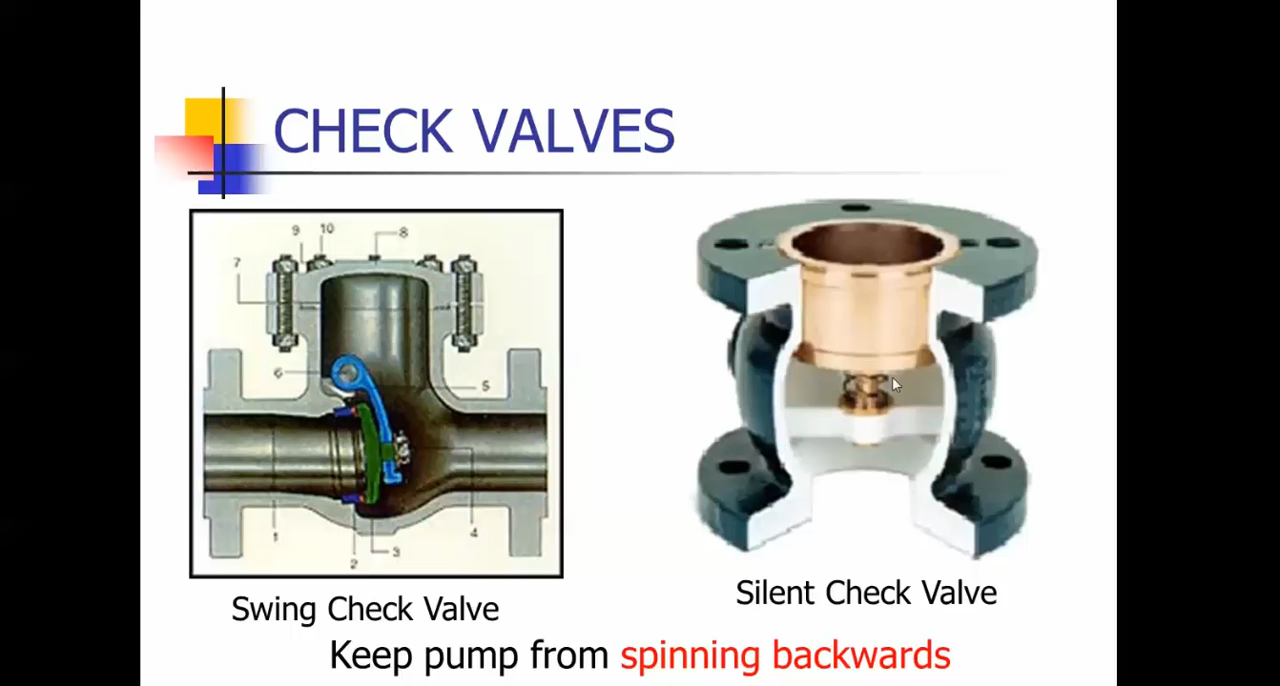 CHECK VALVES
9 10 8
7
6 5
1 2 3 4
Swing Check Valve
Silent Check Valve
Keep pump from spinning backwards